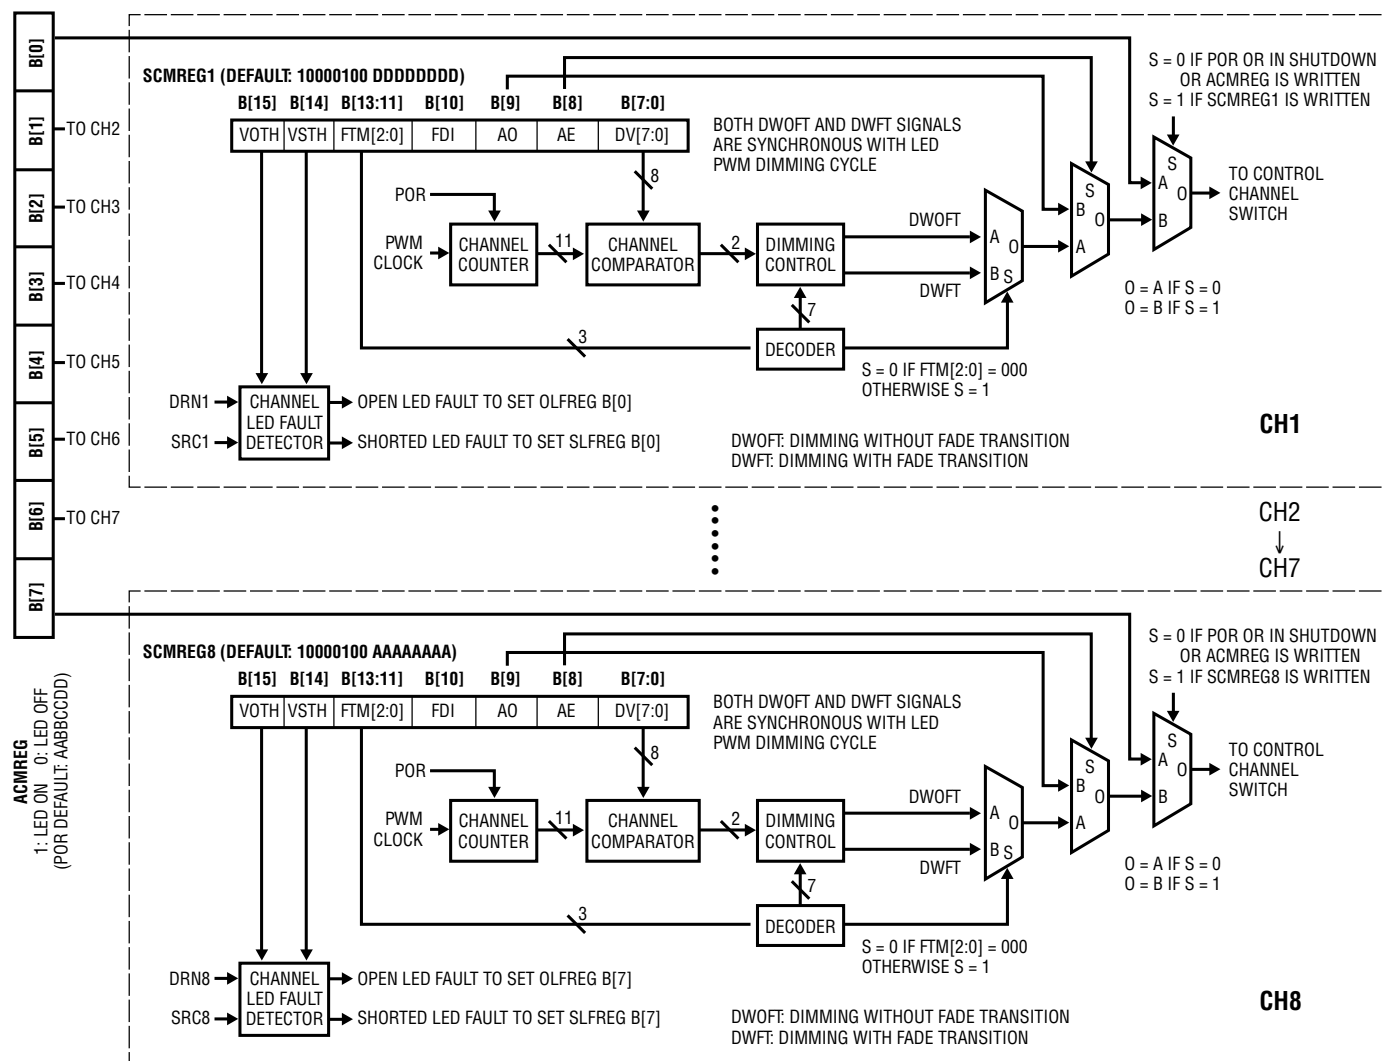 B[0]
B[1]
TO CH2
B[2]
TO CH3
B[3]
TO CH4
B[4]
TO CH5
B[5]
TO CH6
B[6]
TO CH7
B[7]
ACMREG
1: LED ON 0: LED OFF
(POR DEFAULT: AABBCCDD)
SCMREG1 (DEFAULT: 10000100 DDDDDDDD)
B[15] B[14] B[13:11] B[10] B[9] B[8] B[7:0]
VOTH VSTH FTM[2:0] FDI AO AE DV[7:0]
BOTH DWOFT AND DWFT SIGNALS
ARE SYNCHRONOUS WITH LED
PWM DIMMING CYCLE
S = 0 IF POR OR IN SHUTDOWN
OR ACMREG IS WRITTEN
S = 1 IF SCMREG1 IS WRITTEN
POR
PWM
CLOCK
CHANNEL
COUNTER
11
8
CHANNEL
COMPARATOR
2
DIMMING
CONTROL
7
DECODER
3
DWOFT
DWFT
A
O
B S
S
B
O
A
S
A
O
B
TO CONTROL
CHANNEL
SWITCH
O = A IF S = 0
O = B IF S = 1
S = 0 IF FTM[2:0] = 000
OTHERWISE S = 1
DRN1
SRC1
CHANNEL
LED FAULT
DETECTOR
OPEN LED FAULT TO SET OLFREG B[0]
SHORTED LED FAULT TO SET SLFREG B[0]
DWOFT: DIMMING WITHOUT FADE TRANSITION
DWFT: DIMMING WITH FADE TRANSITION
CH1
CH2
CH7
SCMREG8 (DEFAULT: 10000100 AAAAAAAA)
B[15] B[14] B[13:11] B[10] B[9] B[8] B[7:0]
VOTH VSTH FTM[2:0] FDI AO AE DV[7:0]
BOTH DWOFT AND DWFT SIGNALS
ARE SYNCHRONOUS WITH LED
PWM DIMMING CYCLE
S = 0 IF POR OR IN SHUTDOWN
OR ACMREG IS WRITTEN
S = 1 IF SCMREG8 IS WRITTEN
POR
PWM
CLOCK
CHANNEL
COUNTER
11
8
CHANNEL
COMPARATOR
2
DIMMING
CONTROL
7
DECODER
3
DWOFT
DWFT
A
O
B S
S
B
O
A
S
A
O
B
TO CONTROL
CHANNEL
SWITCH
O = A IF S = 0
O = B IF S = 1
S = 0 IF FTM[2:0] = 000
OTHERWISE S = 1
DRN8
SRC8
CHANNEL
LED FAULT
DETECTOR
OPEN LED FAULT TO SET OLFREG B[7]
SHORTED LED FAULT TO SET SLFREG B[7]
DWOFT: DIMMING WITHOUT FADE TRANSITION
DWFT: DIMMING WITH FADE TRANSITION
CH8